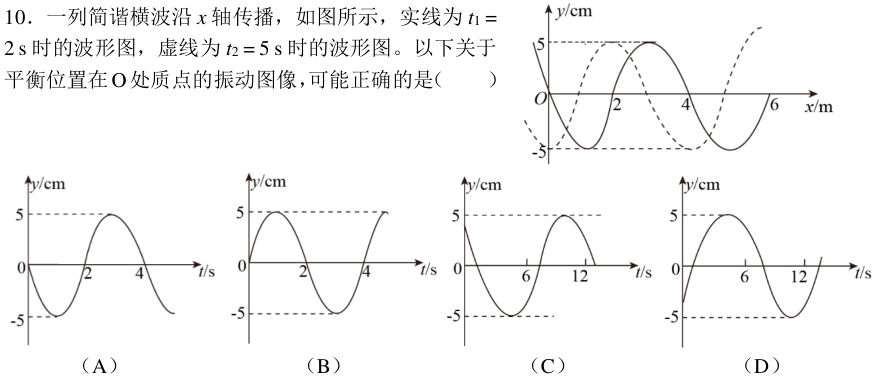 10．一列简谐横波沿 x 轴传播，如图所示，实线为 t₁ =
2 s 时的波形图，虚线为 t₂ = 5 s 时的波形图。以下关于
平衡位置在 O 处质点的振动图像，可能正确的是（　　）
y/cm
5
O
2
4
6
x/m
-5
y/cm
5
0
2
4
t/s
-5
y/cm
5
0
2
4
t/s
-5
y/cm
5
0
6
12
t/s
-5
y/cm
5
0
6
12
t/s
-5
（A）
（B）
（C）
（D）